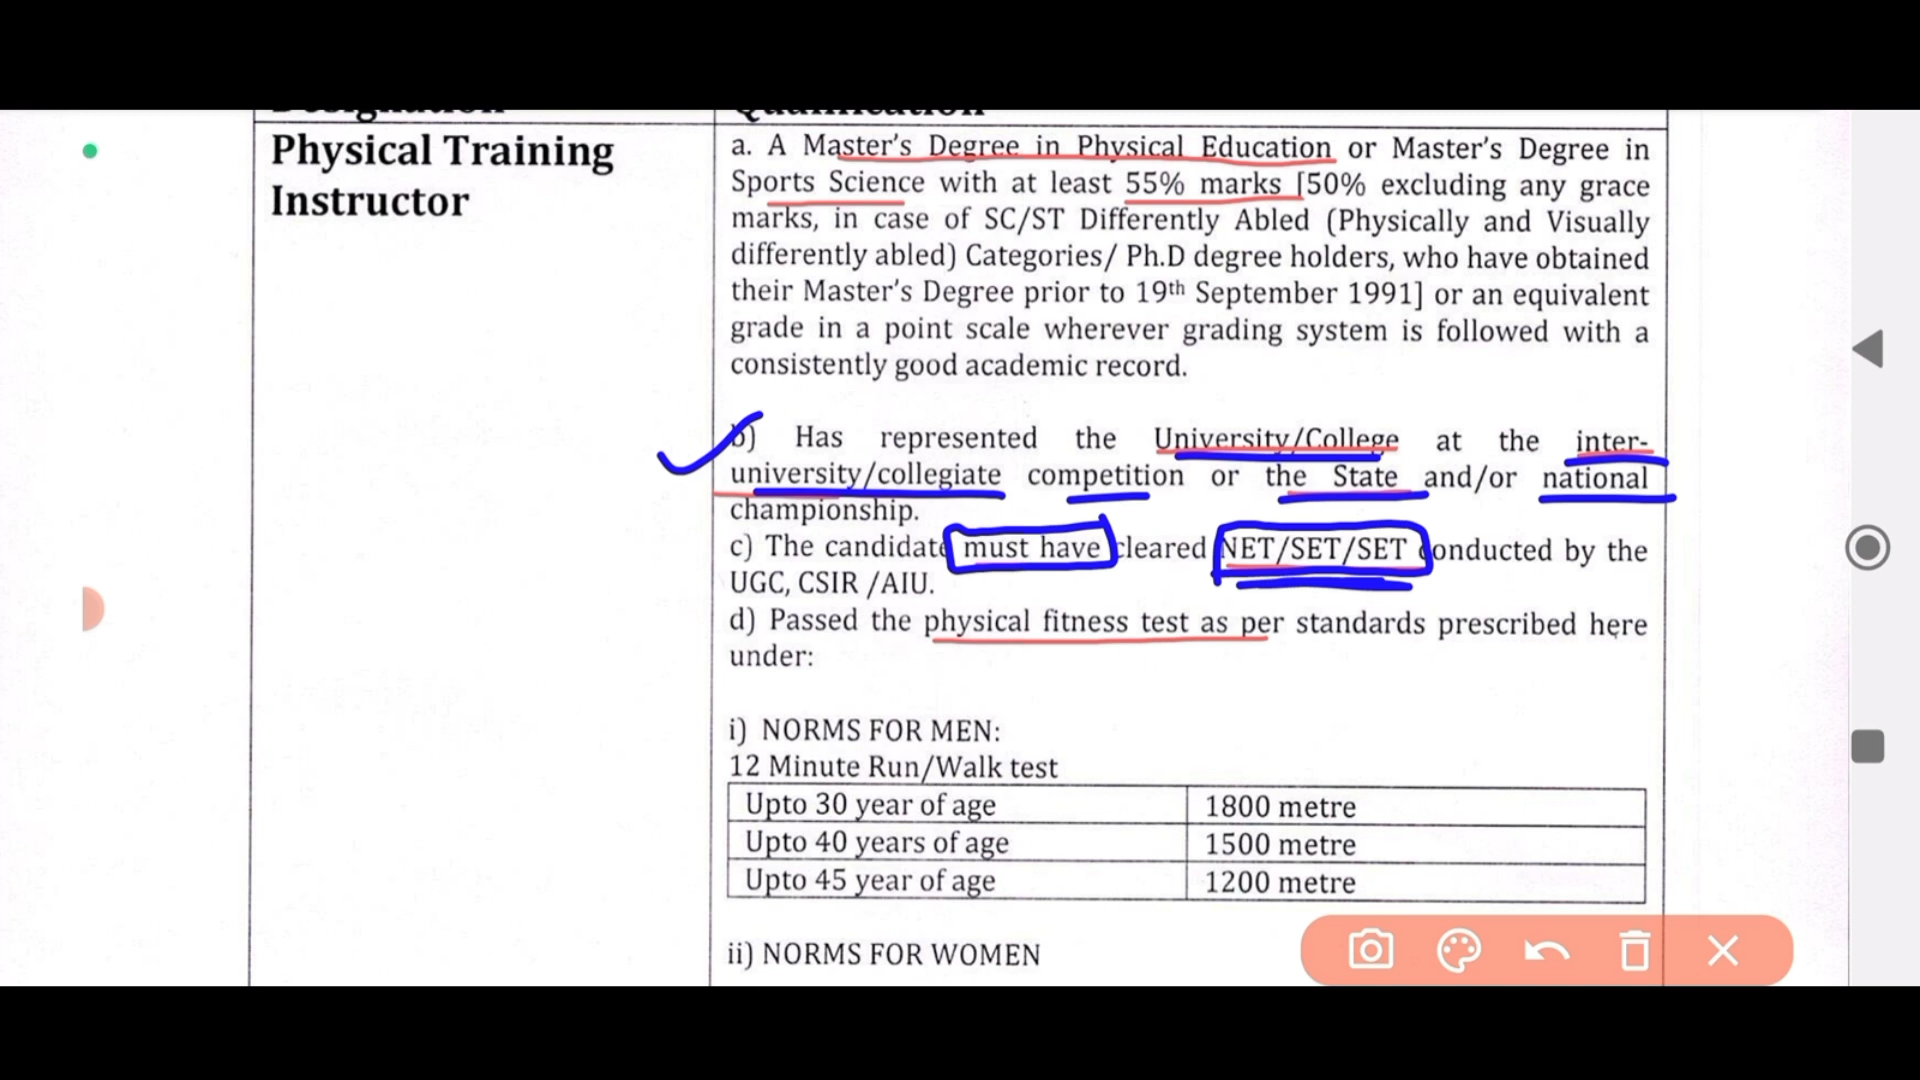 Designation
Qualification
Physical Training
Instructor
a. A Master's Degree in Physical Education or Master's Degree in
Sports Science with at least 55% marks [50% excluding any grace
marks, in case of SC/ST Differently Abled (Physically and Visually
differently abled) Categories/ Ph.D degree holders, who have obtained
their Master's Degree prior to 19th September 1991] or an equivalent
grade in a point scale wherever grading system is followed with a
consistently good academic record.
b) Has represented the University/College at the inter-
university/collegiate competition or the State and/or national
championship.
c) The candidate must have cleared NET/SET/SET conducted by the
UGC, CSIR /AIU.
d) Passed the physical fitness test as per standards prescribed here
under:
i) NORMS FOR MEN:
12 Minute Run/Walk test
Upto 30 year of age 1800 metre
Upto 40 years of age 1500 metre
Upto 45 year of age 1200 metre
ii) NORMS FOR WOMEN